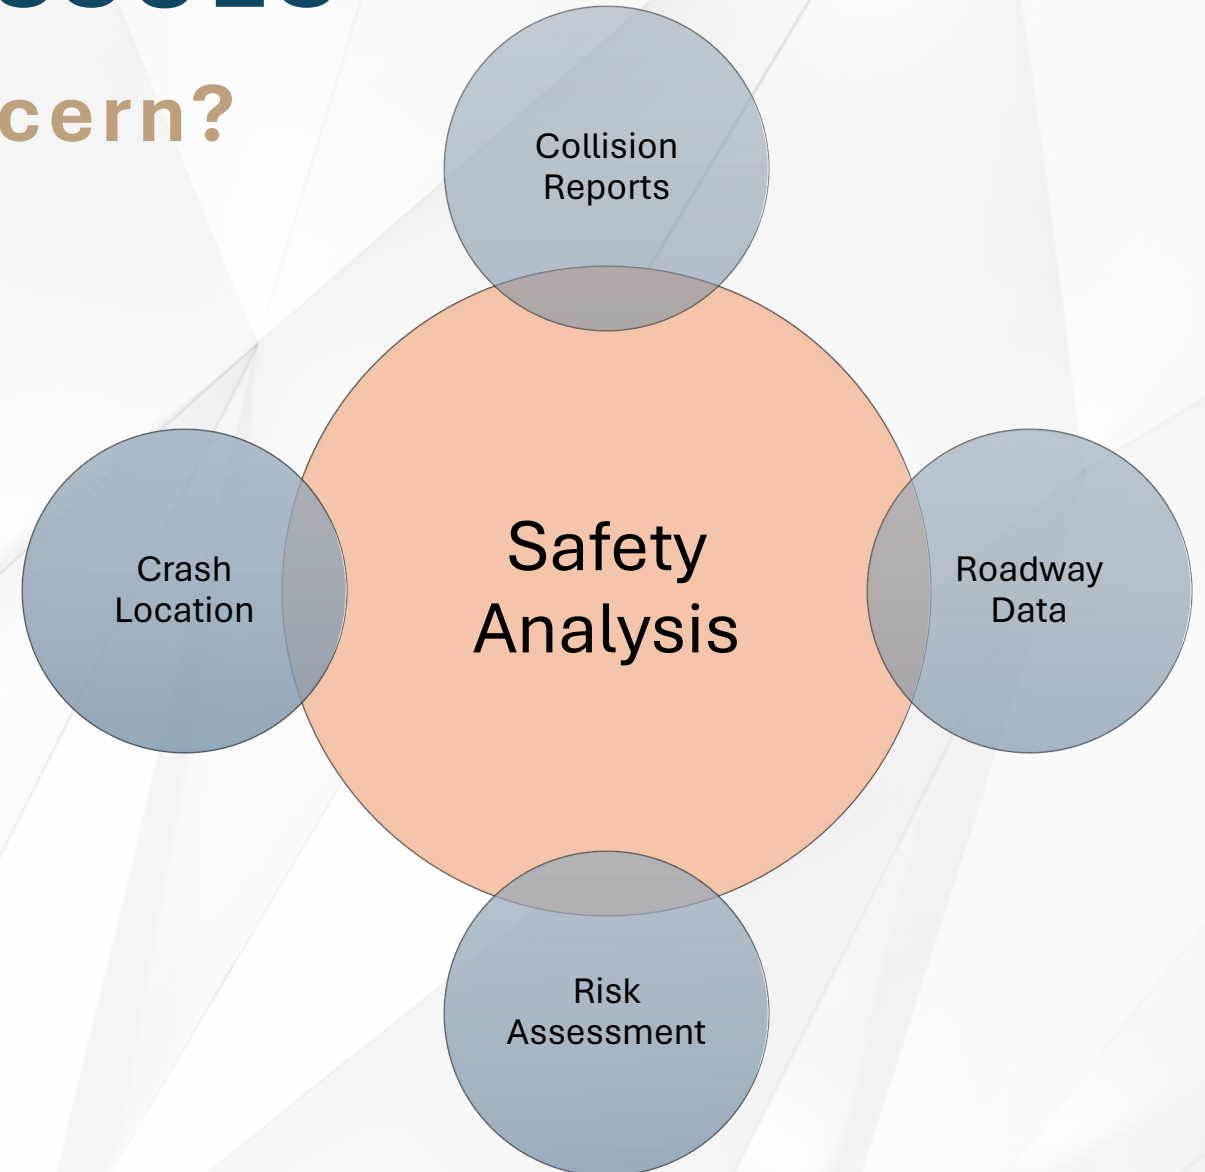 cern?
Collision
Reports
Crash
Location
Safety
Analysis
Roadway
Data
Risk
Assessment